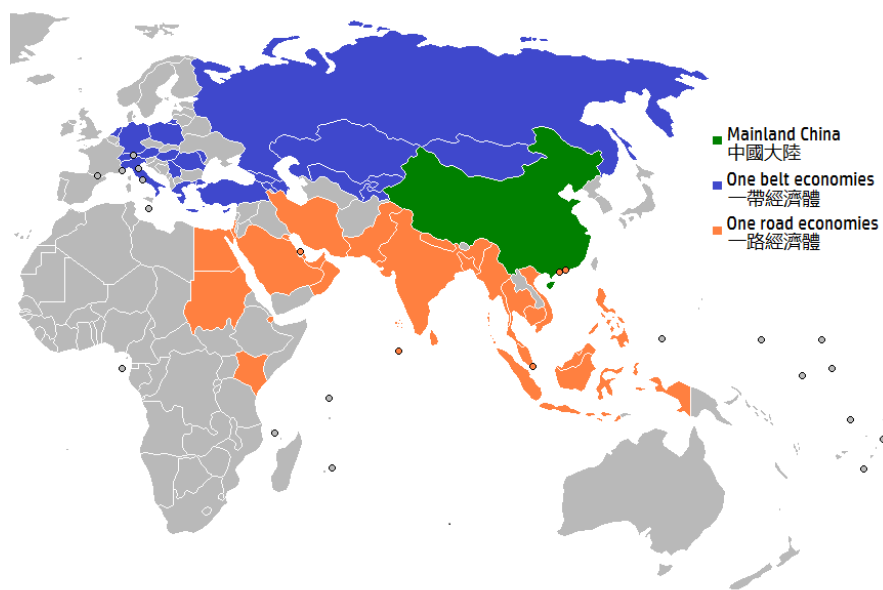 Mainland China
中國大陸
One belt economies
一帶經濟體
One road economies
一路經濟體